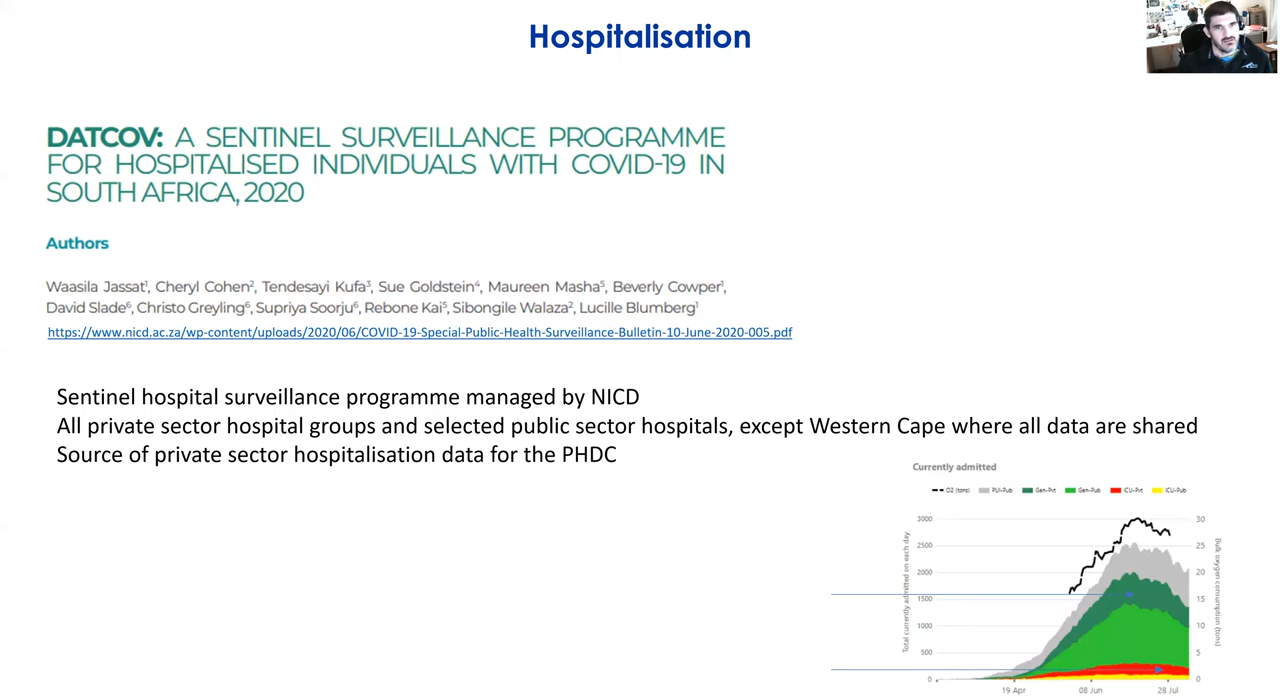 Hospitalisation
DATCOV: A SENTINEL SURVEILLANCE PROGRAMME
FOR HOSPITALISED INDIVIDUALS WITH COVID-19 IN
SOUTH AFRICA, 2020
Authors
Waasila Jassat¹, Cheryl Cohen², Tendesayi Kufa³, Sue Goldstein⁴, Maureen Masha⁵, Beverly Cowper¹,
David Slade⁶, Christo Greyling⁶, Supriya Soorju⁶, Rebone Kai⁵, Sibongile Walaza², Lucille Blumberg¹
https://www.nicd.ac.za/wp-content/uploads/2020/06/COVID-19-Special-Public-Health-Surveillance-Bulletin-10-June-2020-005.pdf
Sentinel hospital surveillance programme managed by NICD
All private sector hospital groups and selected public sector hospitals, except Western Cape where all data are shared
Source of private sector hospitalisation data for the PHDC
Currently admitted
O2 (tons) PUI-Pub Gen-Pvt Gen-Pub ICU-Pvt ICU-Pub
Total currently admitted on each day
3000
2500
2000
1500
1000
500
0
30
25
20
15
10
5
0
Bulk oxygen consumption (tons)
19 Apr 08 Jun 28 Jul